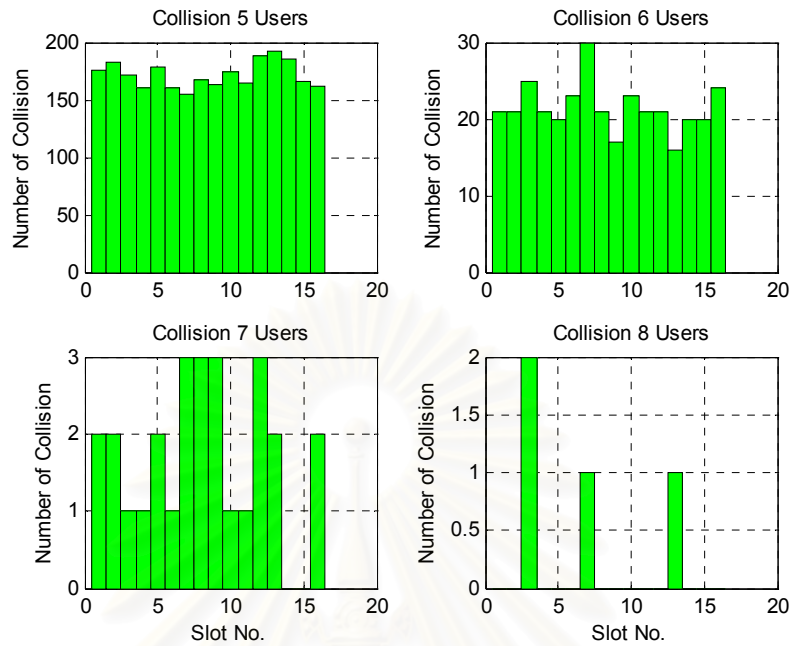 Collision 5 Users
Number of Collision
200
150
100
50
0
0 5 10 15 20
Collision 6 Users
Number of Collision
30
20
10
0
0 5 10 15 20
Collision 7 Users
Number of Collision
3
2
1
0
0 5 10 15 20
Slot No.
Collision 8 Users
Number of Collision
2
1.5
1
0.5
0
0 5 10 15 20
Slot No.